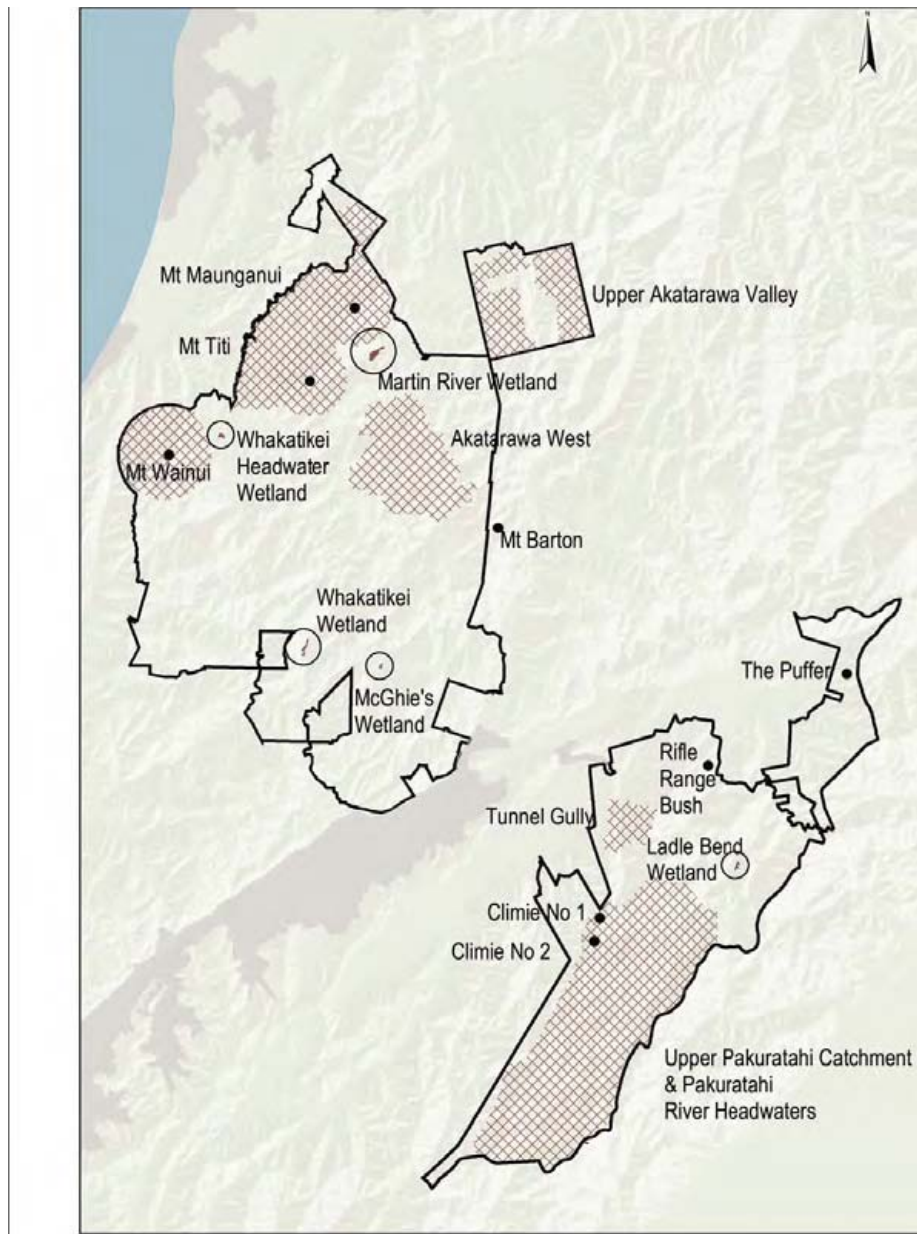 N
Mt Maunganui
Upper Akatarawa Valley
Mt Titi
Martin River Wetland
Whakatikei
Headwater
Wetland
Akatarawa West
Mt Wainui
Mt Barton
Whakatikei
Wetland
McGhie's
Wetland
The Puffer
Rifle
Range
Bush
Tunnel Gully
Ladle Bend
Wetland
Climie No 1
Climie No 2
Upper Pakuratahi Catchment
& Pakuratahi
River Headwaters